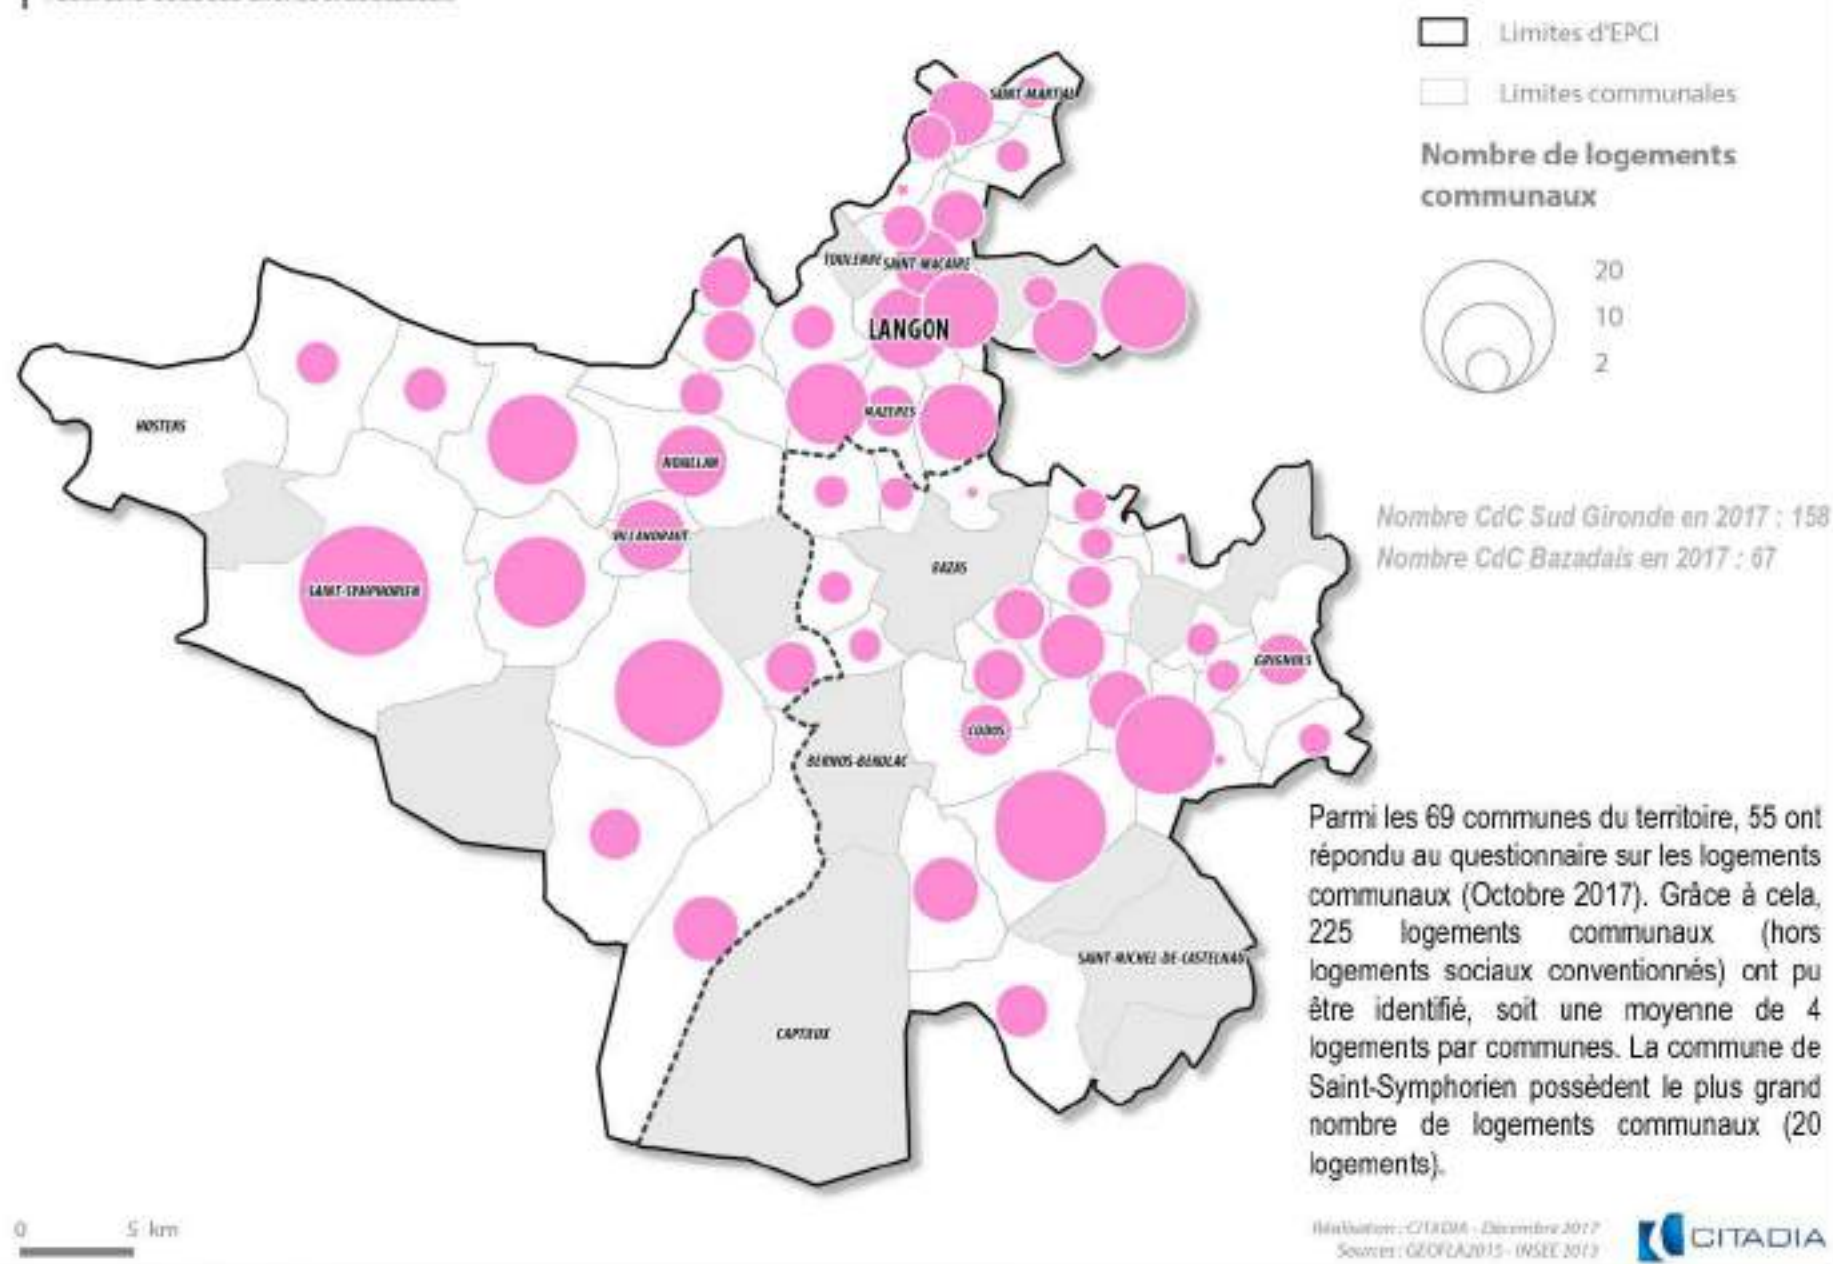 Limites d'EPCI
Limites communales
Nombre de logements
communaux
20
10
2
SAINT-MARTIAL
TOULENNE
SAINT-MACAIRE
LANGON
HOSTENS
MAZERES
NOAILLAN
VILLANDRAUT
BAZAS
SAINT-SYMPHORIEN
GRIGNOLS
CUDOS
BERNOS-BEAULAC
SAINT-MICHEL-DE-CASTELNAU
CAPTIEUX
Nombre CdC Sud Gironde en 2017 : 158
Nombre CdC Bazadais en 2017 : 67
Parmi les 69 communes du territoire, 55 ont
répondu au questionnaire sur les logements
communaux (Octobre 2017). Grâce à cela,
225 logements communaux (hors
logements sociaux conventionnés) ont pu
être identifié, soit une moyenne de 4
logements par communes. La commune de
Saint-Symphorien possèdent le plus grand
nombre de logements communaux (20
logements).
0 5 km
Réalisation : CITADIA - Décembre 2017
Sources : GEOFLA2015 - INSEE 2013
CITADIA